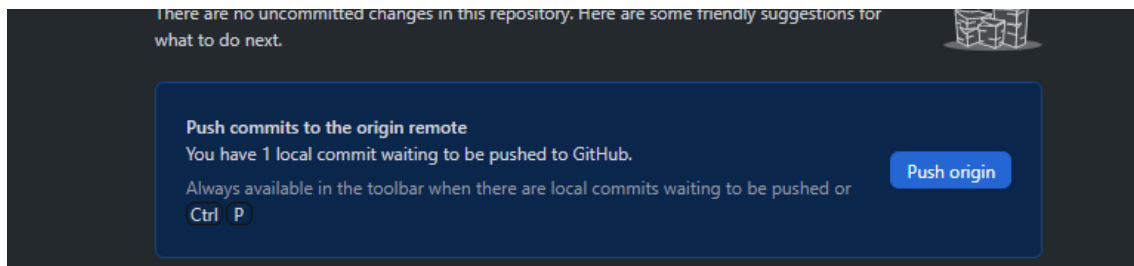 There are no uncommitted changes in this repository. Here are some friendly suggestions for
what to do next.
Push commits to the origin remote
You have 1 local commit waiting to be pushed to GitHub.
Always available in the toolbar when there are local commits waiting to be pushed or
Ctrl P
Push origin